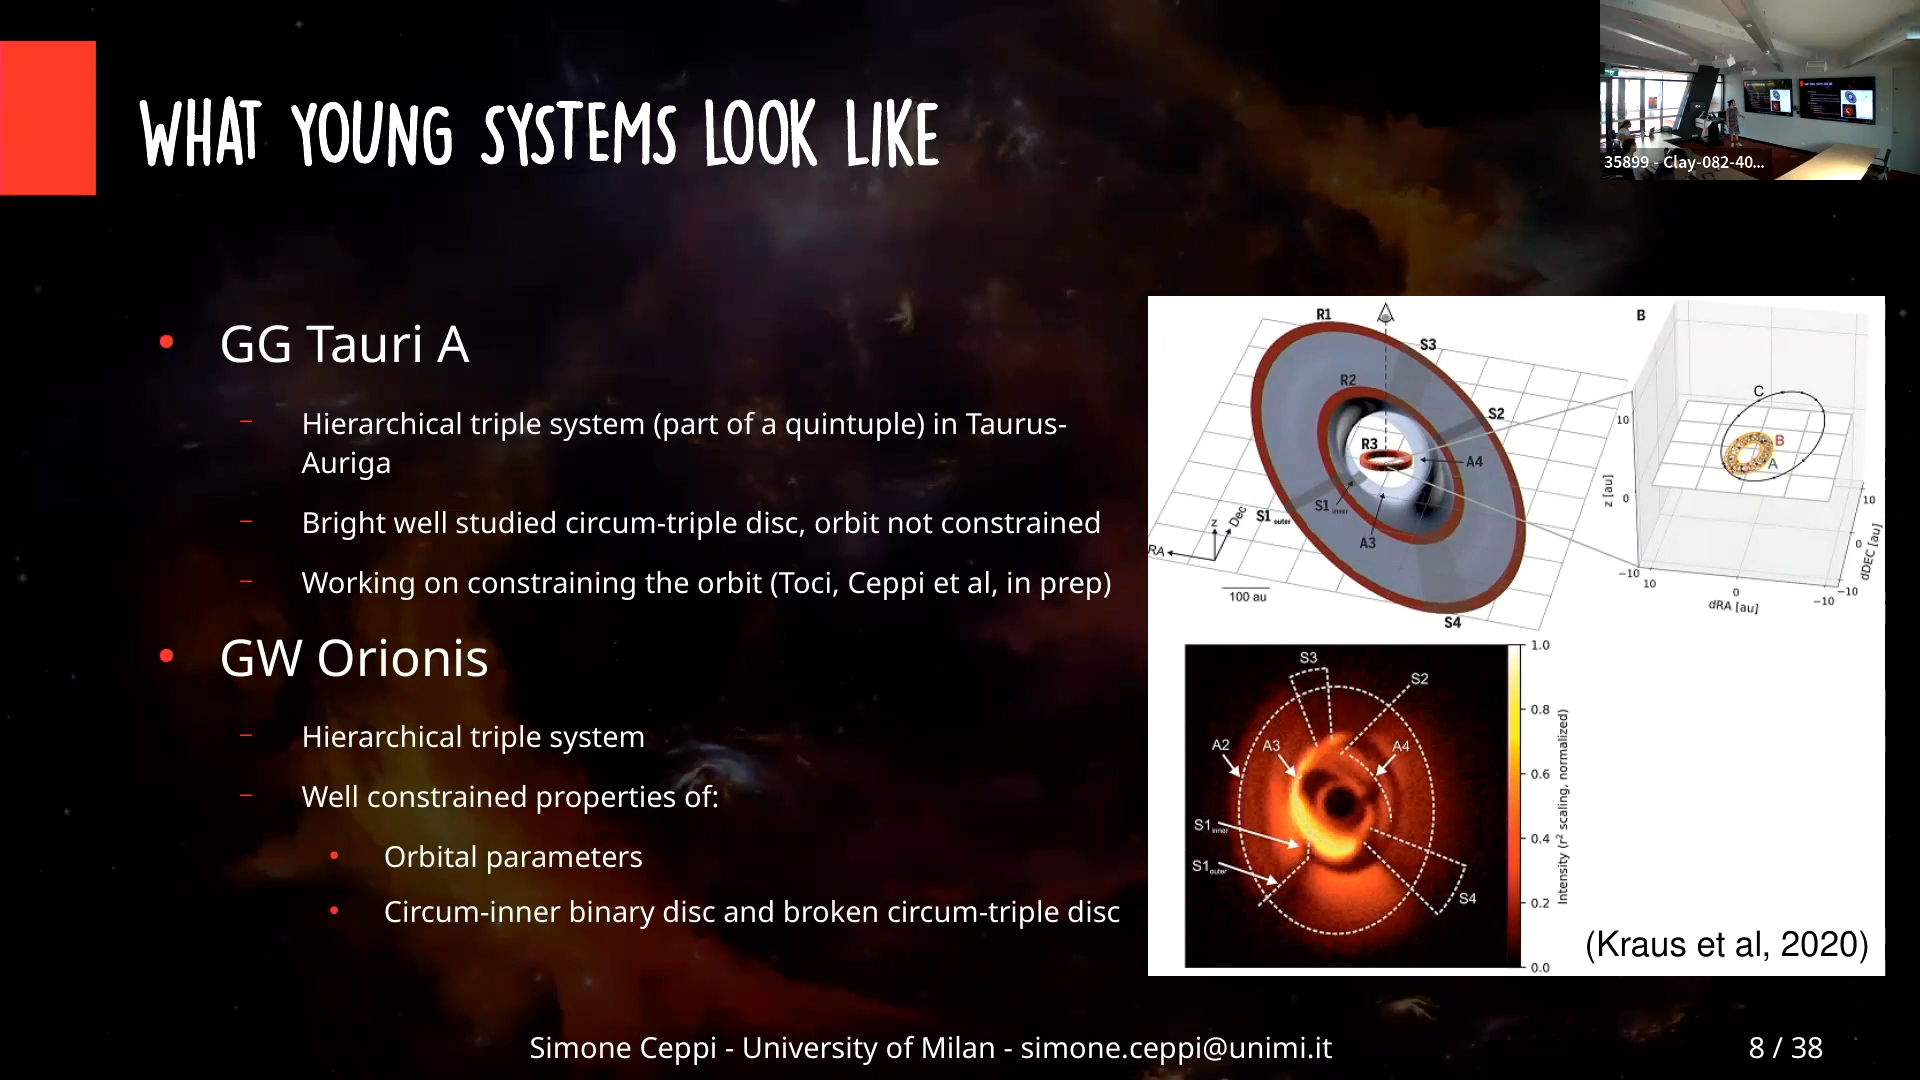 WHAT YOUNG SYSTEMS LOOK LIKE
35899 - Clay-082-40...
GG Tauri A
Hierarchical triple system (part of a quintuple) in Taurus-
Auriga
Bright well studied circum-triple disc, orbit not constrained
Working on constraining the orbit (Toci, Ceppi et al, in prep)
GW Orionis
Hierarchical triple system
Well constrained properties of:
Orbital parameters
Circum-inner binary disc and broken circum-triple disc
R1
S3
R2
S2
R3
A4
S1 inner
S1 outer
A3
z
Dec
RA
100 au
S4
B
C
B
A
10
0
−10
z [au]
10
0
−10
dRA [au]
10
0
−10
dDEC [au]
S3
S2
A2
A3
A4
S1 inner
S1 outer
S4
1.0
0.8
0.6
0.4
0.2
0.0
Intensity (r² scaling, normalized)
(Kraus et al, 2020)
Simone Ceppi - University of Milan - simone.ceppi@unimi.it
8 / 38